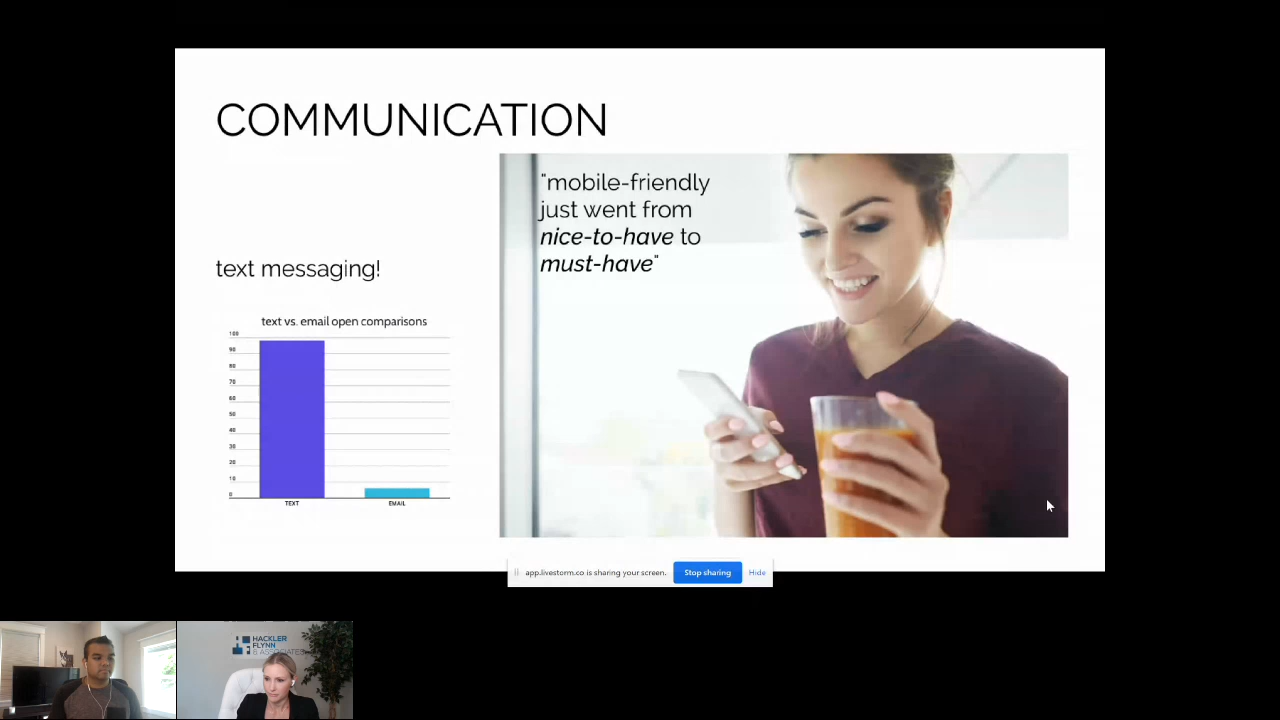 COMMUNICATION
"mobile-friendly
just went from
nice-to-have to
must-have"
text messaging!
text vs. email open comparisons
100
90
80
70
60
50
40
30
20
10
0
TEXT
EMAIL
app.livestorm.co is sharing your screen.
Stop sharing
Hide
HACKLER
FLYNN
& ASSOCIATES